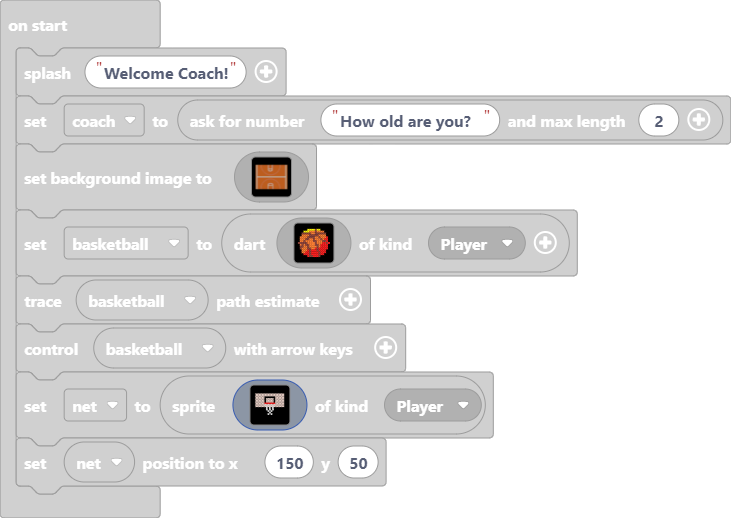 on start
splash "Welcome Coach!"
set coach to ask for number "How old are you? " and max length 2
set background image to
set basketball to dart of kind Player
trace basketball path estimate
control basketball with arrow keys
set net to sprite of kind Player
set net position to x 150 y 50